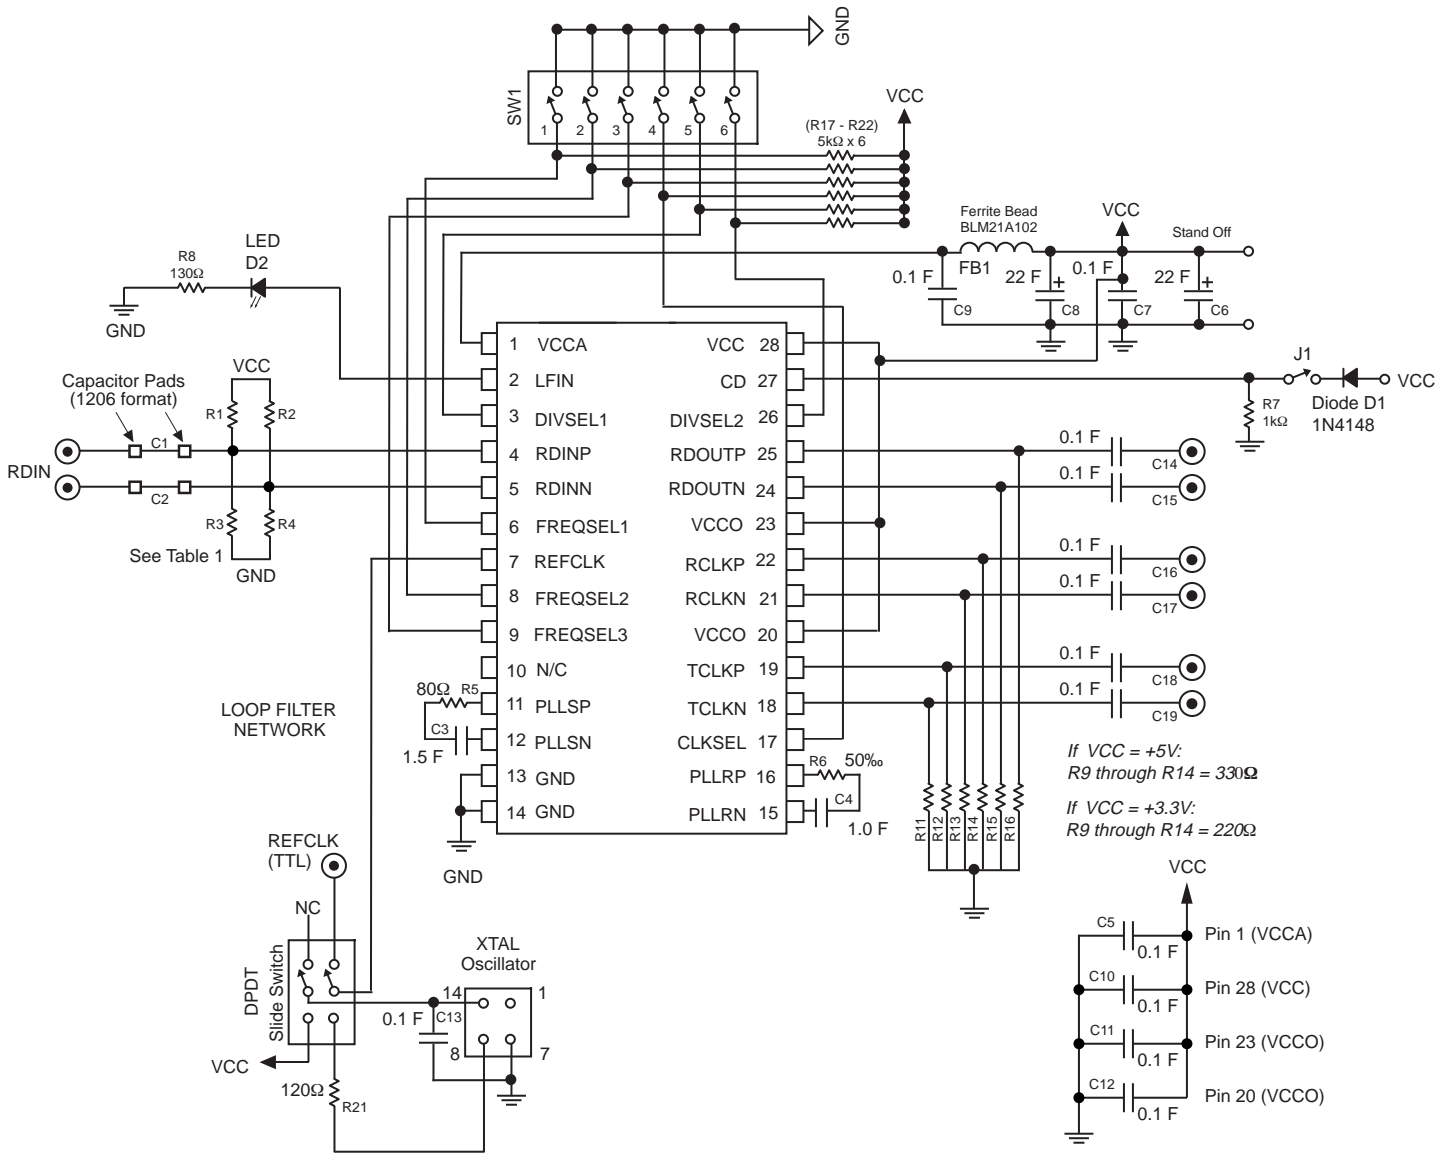 GND
SW1
1 2 3 4 5 6
(R17 - R22)
5kΩ x 6
VCC
Ferrite Bead
BLM21A102
FB1
VCC
Stand Off
0.1 F
C9
22 F
+
C8
0.1 F
C7
22 F
+
C6
LED
D2
R8
130Ω
GND
VCC
Capacitor Pads
(1206 format)
R1
R2
C1
RDIN
C2
R3
R4
See Table 1
GND
1 VCCA
2 LFIN
3 DIVSEL1
4 RDINP
5 RDINN
6 FREQSEL1
7 REFCLK
8 FREQSEL2
9 FREQSEL3
10 N/C
11 PLLSP
12 PLLSN
13 GND
14 GND
VCC 28
CD 27
DIVSEL2 26
RDOUTP 25
RDOUTN 24
VCCO 23
RCLKP 22
RCLKN 21
VCCO 20
TCLKP 19
TCLKN 18
CLKSEL 17
PLLRP 16
PLLRN 15
J1
VCC
R7
1kΩ
Diode D1
1N4148
0.1 F
C14
0.1 F
C15
0.1 F
C16
0.1 F
C17
0.1 F
C18
0.1 F
C19
LOOP FILTER
NETWORK
80Ω R5
C3
1.5 F
GND
R6 50‰
C4
1.0 F
R11
R12
R13
R14
R15
R16
If VCC = +5V:
R9 through R14 = 330Ω
If VCC = +3.3V:
R9 through R14 = 220Ω
REFCLK
(TTL)
NC
DPDT
Slide Switch
VCC
120Ω
R21
XTAL
Oscillator
14
1
0.1 F
C13
8
7
VCC
C5
0.1 F
Pin 1 (VCCA)
C10
0.1 F
Pin 28 (VCC)
C11
0.1 F
Pin 23 (VCCO)
C12
0.1 F
Pin 20 (VCCO)